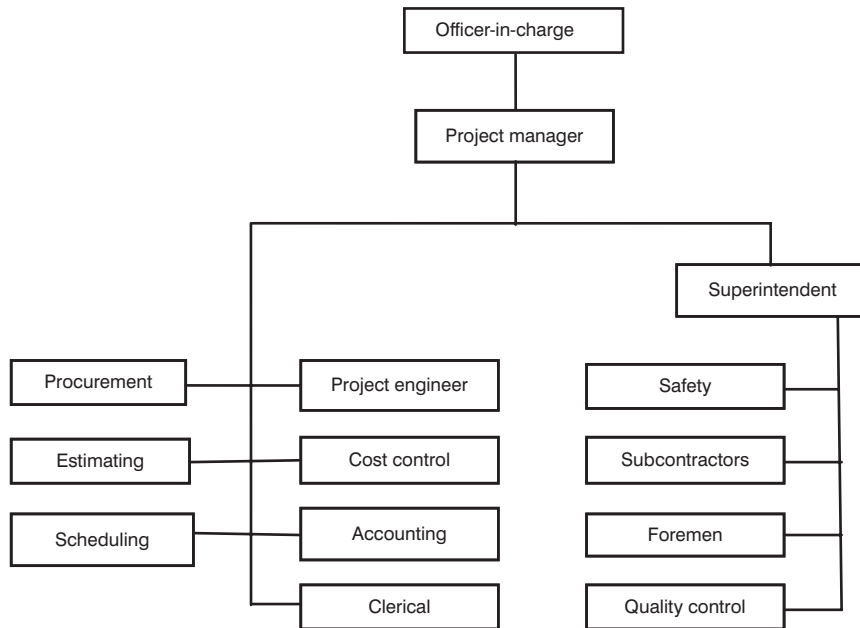 Officer-in-charge
Project manager
Superintendent
Procurement
Project engineer
Safety
Estimating
Cost control
Subcontractors
Scheduling
Accounting
Foremen
Clerical
Quality control